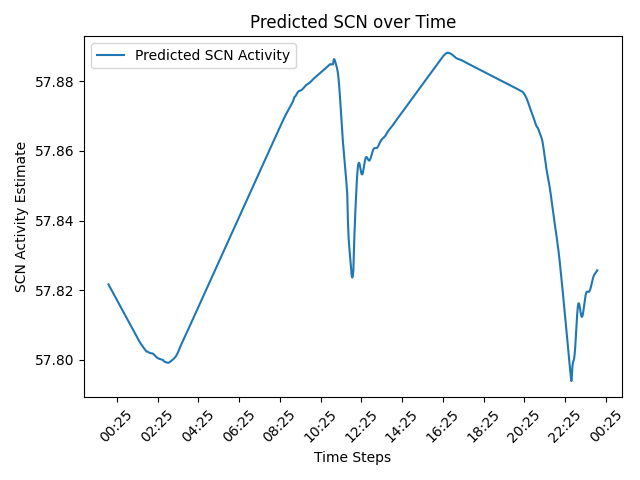 Predicted SCN over Time
Predicted SCN Activity
SCN Activity Estimate
57.88
57.86
57.84
57.82
57.80
00:25 02:25 04:25 06:25 08:25 10:25 12:25 14:25 16:25 18:25 20:25 22:25 00:25
Time Steps